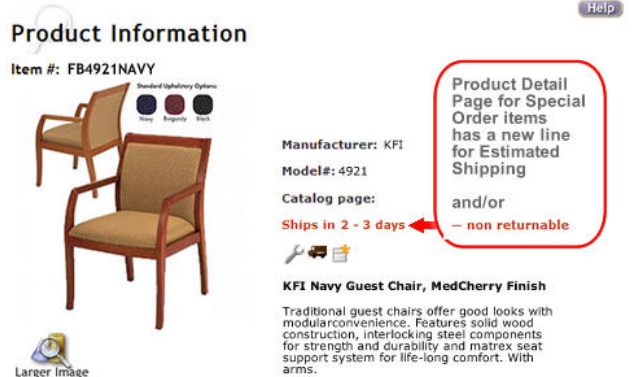 Help
Product Information
Item #: FB4921NAVY
Standard Upholstery Options:
Navy Burgundy Black
Manufacturer: KFI
Model#: 4921
Catalog page:
Ships in 2 - 3 days
Product Detail
Page for Special
Order items
has a new line
for Estimated
Shipping
and/or
— non returnable
KFI Navy Guest Chair, MedCherry Finish
Traditional guest chairs offer good looks with
modularconvenience. Features solid wood
construction, interlocking steel components
for strength and durability and matrex seat
support system for life-long comfort. With
arms.
Larger Image